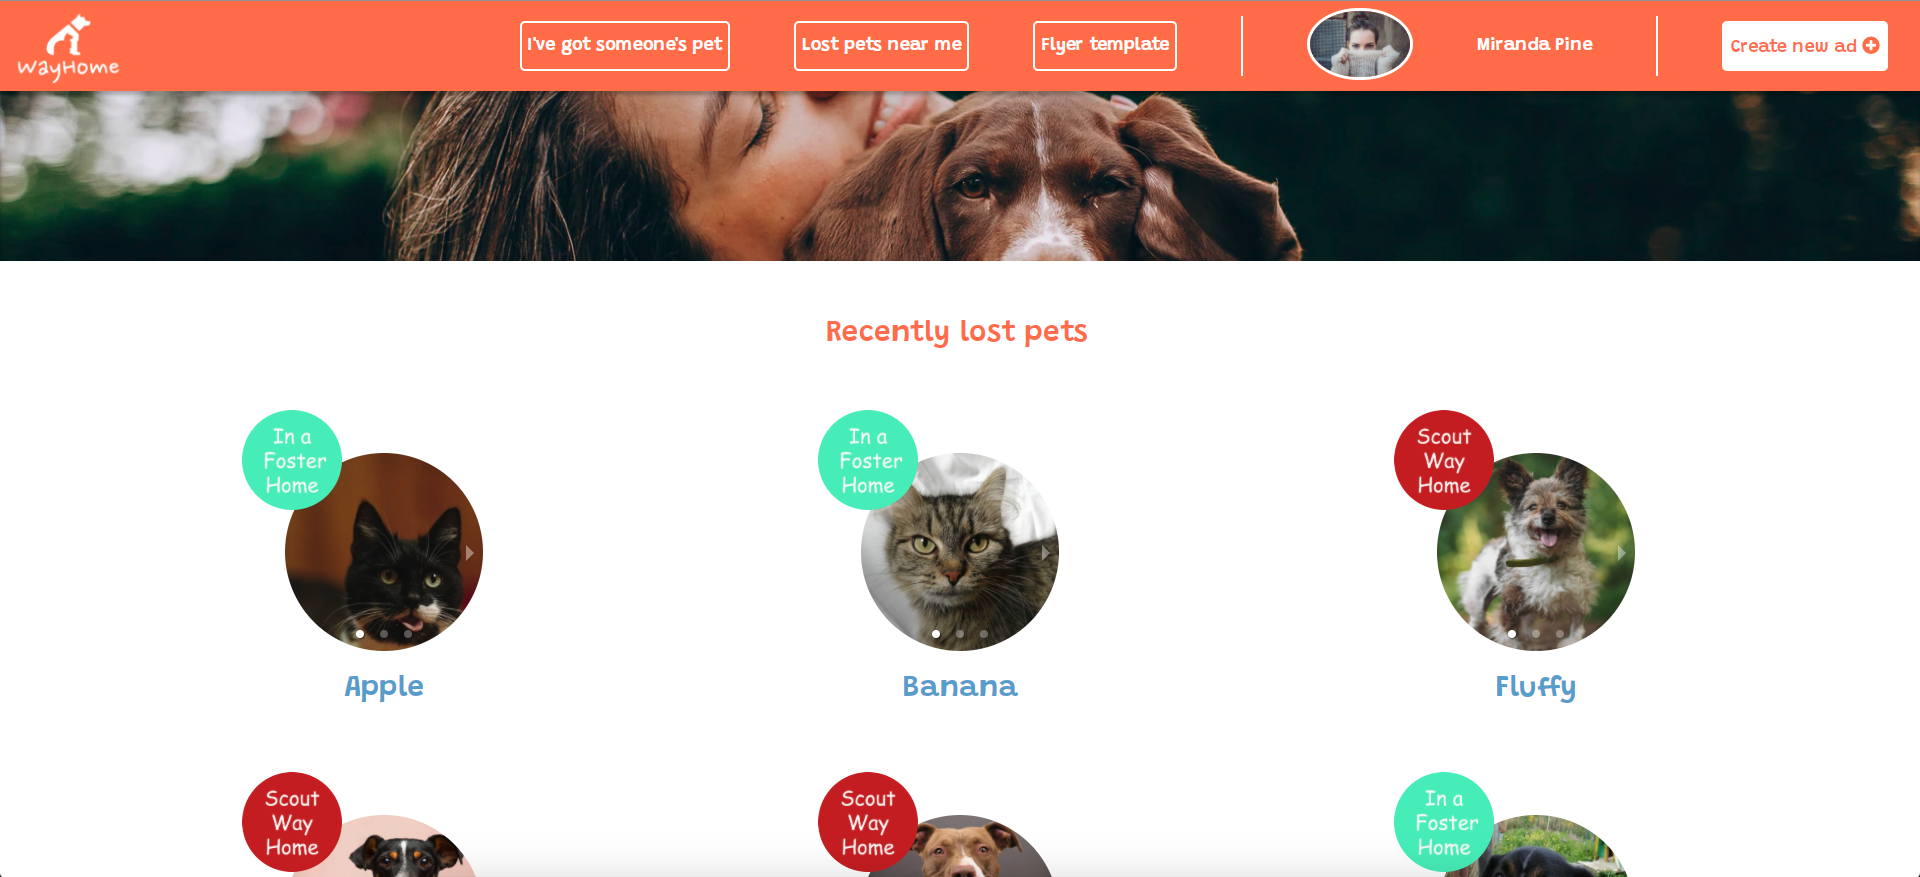 WayHome
I've got someone's pet
Lost pets near me
Flyer template
Miranda Pine
Create new ad
Recently lost pets
In a
Foster
Home
In a
Foster
Home
Scout
Way
Home
Apple
Banana
Fluffy
Scout
Way
Home
Scout
Way
Home
In a
Foster
Home